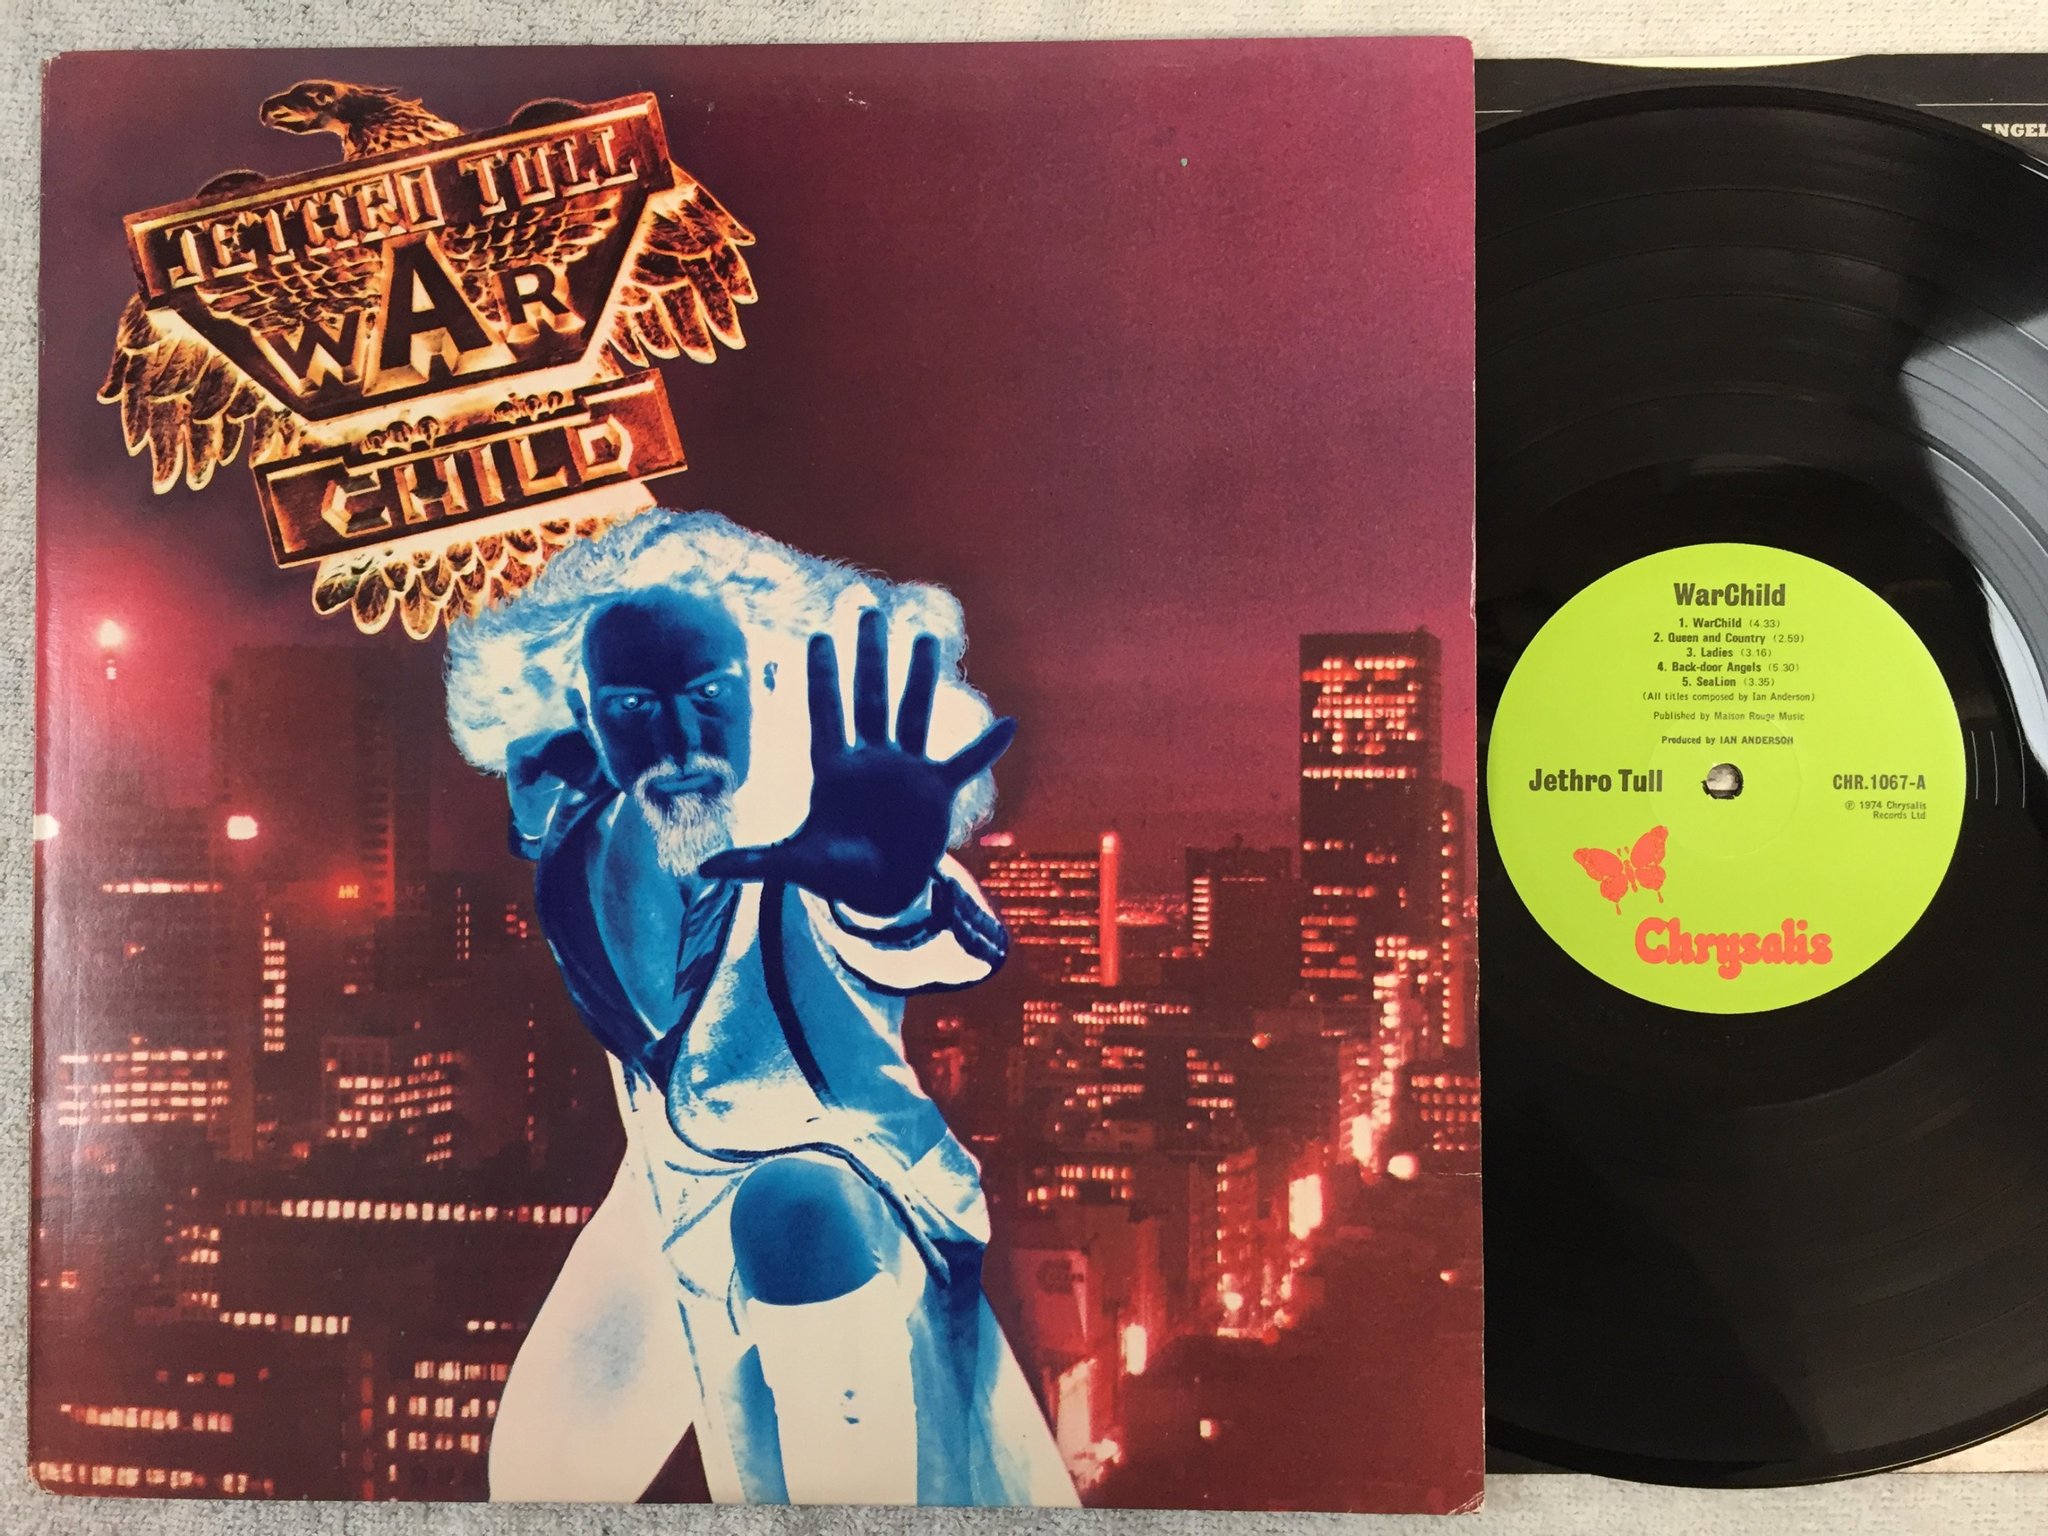 JETHRO TULL
WAR
CHILD
ANGEL
WarChild
1. WarChild (4.33)
2. Queen and Country (2.59)
3. Ladies (3.16)
4. Back-door Angels (5.30)
5. SeaLion (3.35)
(All titles composed by Ian Anderson)
Published by Maison Rouge Music
Produced by IAN ANDERSON
Jethro Tull
CHR.1067-A
℗ 1974 Chrysalis
Records Ltd
Chrysalis